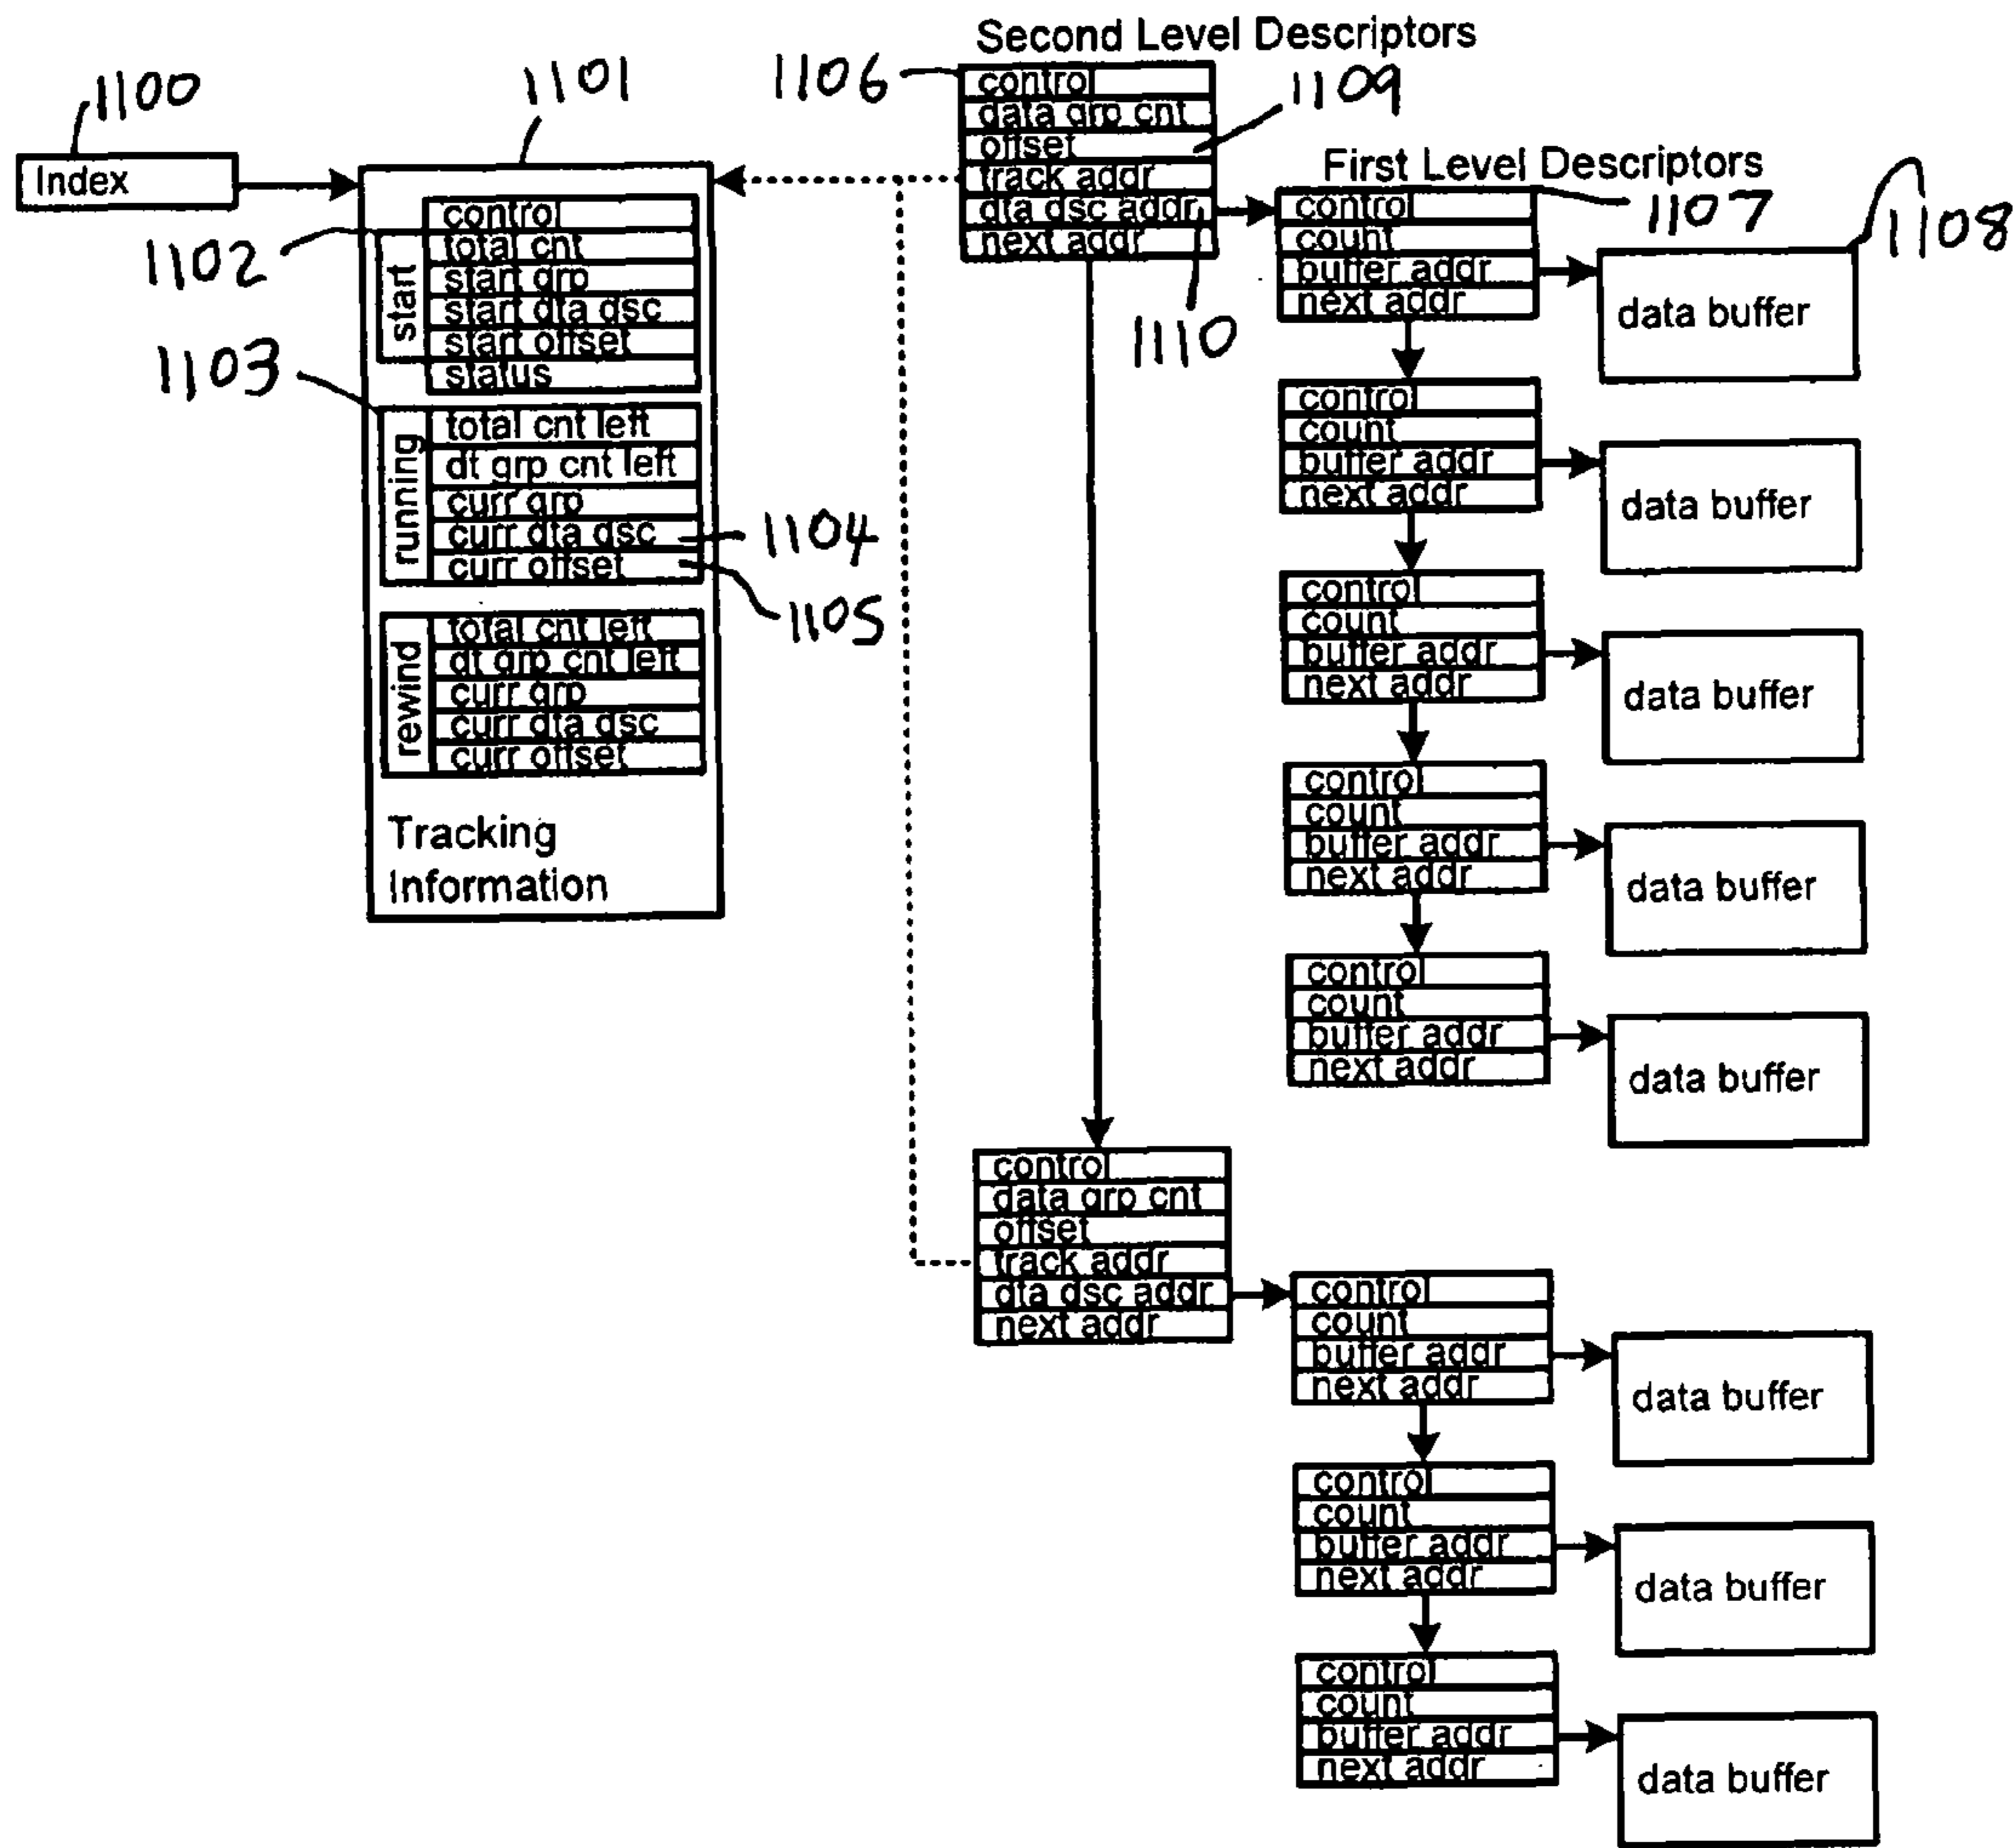 Second Level Descriptors
1106
control
data grp cnt
offset
track addr
dta dsc addr
next addr
1109
1110
1100
Index
1101
1102
control
start
total cnt
start grp
start dta dsc
start offset
status
1103
running
total cnt left
dt grp cnt left
curr grp
curr dta dsc
curr offset
1104
1105
rewind
total cnt left
dt grp cnt left
curr grp
curr dta dsc
curr offset
Tracking
Information
First Level Descriptors
1107
1108
control
count
buffer addr
next addr
data buffer
control
count
buffer addr
next addr
data buffer
control
count
buffer addr
next addr
data buffer
control
count
buffer addr
next addr
data buffer
control
count
buffer addr
next addr
data buffer
control
data grp cnt
offset
track addr
dta dsc addr
next addr
control
count
buffer addr
next addr
data buffer
control
count
buffer addr
next addr
data buffer
control
count
buffer addr
next addr
data buffer